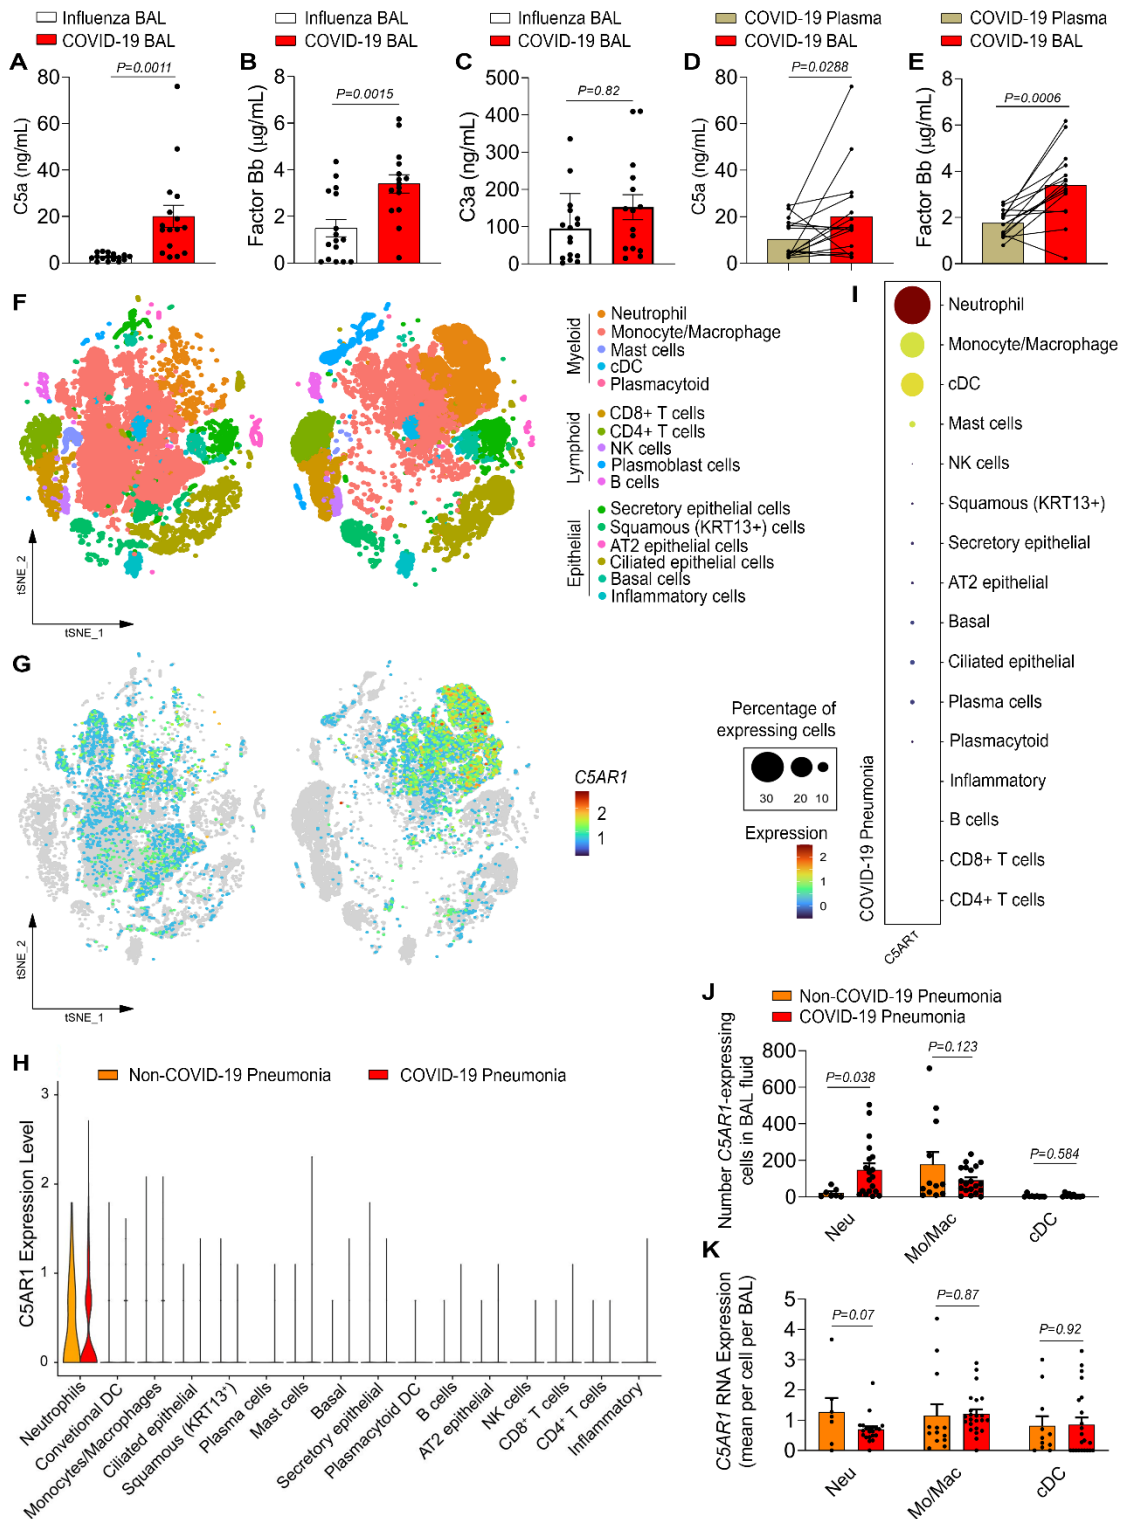 Influenza BAL
COVID-19 BAL
Influenza BAL
COVID-19 BAL
Influenza BAL
COVID-19 BAL
COVID-19 Plasma
COVID-19 BAL
COVID-19 Plasma
COVID-19 BAL
A
P=0.0011
C5a (ng/mL)
80
60
40
20
0
B
P=0.0015
Factor Bb (µg/mL)
8
6
4
2
0
C
P=0.82
C3a (ng/mL)
500
400
300
200
100
0
D
P=0.0288
C5a (ng/mL)
80
60
40
20
0
E
P=0.0006
Factor Bb (µg/mL)
8
6
4
2
0
F
tSNE_2
tSNE_1
Myeloid
Neutrophil
Monocyte/Macrophage
Mast cells
cDC
Plasmacytoid
Lymphoid
CD8+ T cells
CD4+ T cells
NK cells
Plasmoblast cells
B cells
Epithelial
Secretory epithelial cells
Squamous (KRT13+) cells
AT2 epithelial cells
Ciliated epithelial cells
Basal cells
Inflammatory cells
G
tSNE_2
tSNE_1
C5AR1
2
1
Percentage of
expressing cells
30 20 10
Expression
2
1
0
I
Neutrophil
Monocyte/Macrophage
cDC
Mast cells
NK cells
Squamous (KRT13+)
Secretory epithelial
AT2 epithelial
Basal
Ciliated epithelial
Plasma cells
Plasmacytoid
Inflammatory
B cells
CD8+ T cells
CD4+ T cells
COVID-19 Pneumonia
C5AR1
H
Non-COVID-19 Pneumonia
COVID-19 Pneumonia
C5AR1 Expression Level
3
2
1
0
Neutrophils
Convetional DC
Monocytes/Macrophages
Ciliated epithelial
Squamous (KRT13⁺)
Plasma cells
Mast cells
Basal
Secretory epithelial
Plasmacytoid DC
B cells
AT2 epithelial
NK cells
CD8⁺ T cells
CD4⁺ T cells
Inflammatory
J
Non-COVID-19 Pneumonia
COVID-19 Pneumonia
Number C5AR1-expressing
cells in BAL fluid
800
600
400
200
0
P=0.038
P=0.123
P=0.584
Neu
Mo/Mac
cDC
K
C5AR1 RNA Expression
(mean per cell per BAL)
5
4
3
2
1
0
P=0.07
P=0.87
P=0.92
Neu
Mo/Mac
cDC